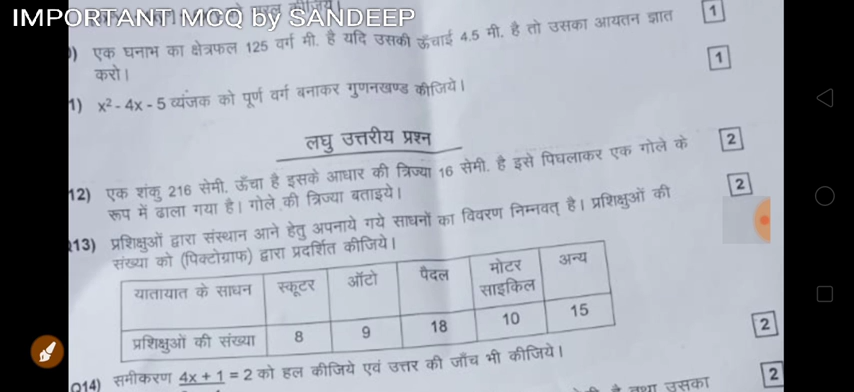 IMPORTANT MCQ by SANDEEP
) एक घनाभ का क्षेत्रफल 125 वर्ग मी. है यदि उसकी ऊँचाई 4.5 मी. है तो उसका आयतन ज्ञात 1
करो।
1) x² - 4x - 5 व्यंजक को पूर्ण वर्ग बनाकर गुणनखण्ड कीजिये। 1
लघु उत्तरीय प्रश्न
12) एक शंकु 216 सेमी. ऊँचा है इसके आधार की त्रिज्या 16 सेमी. है इसे पिघलाकर एक गोले के 2
रूप में ढाला गया है। गोले की त्रिज्या बताइये।
13) प्रशिक्षुओं द्वारा संस्थान आने हेतु अपनाये गये साधनों का विवरण निम्नवत् है। प्रशिक्षुओं की 2
संख्या को (पिक्टोग्राफ) द्वारा प्रदर्शित कीजिये।
यातायात के साधन स्कूटर ऑटो पैदल मोटर साइकिल अन्य
प्रशिक्षुओं की संख्या 8 9 18 10 15
Q14) समीकरण 4x + 1 = 2 को हल कीजिये एवं उत्तर की जाँच भी कीजिये। 2
है तथा उसका 2